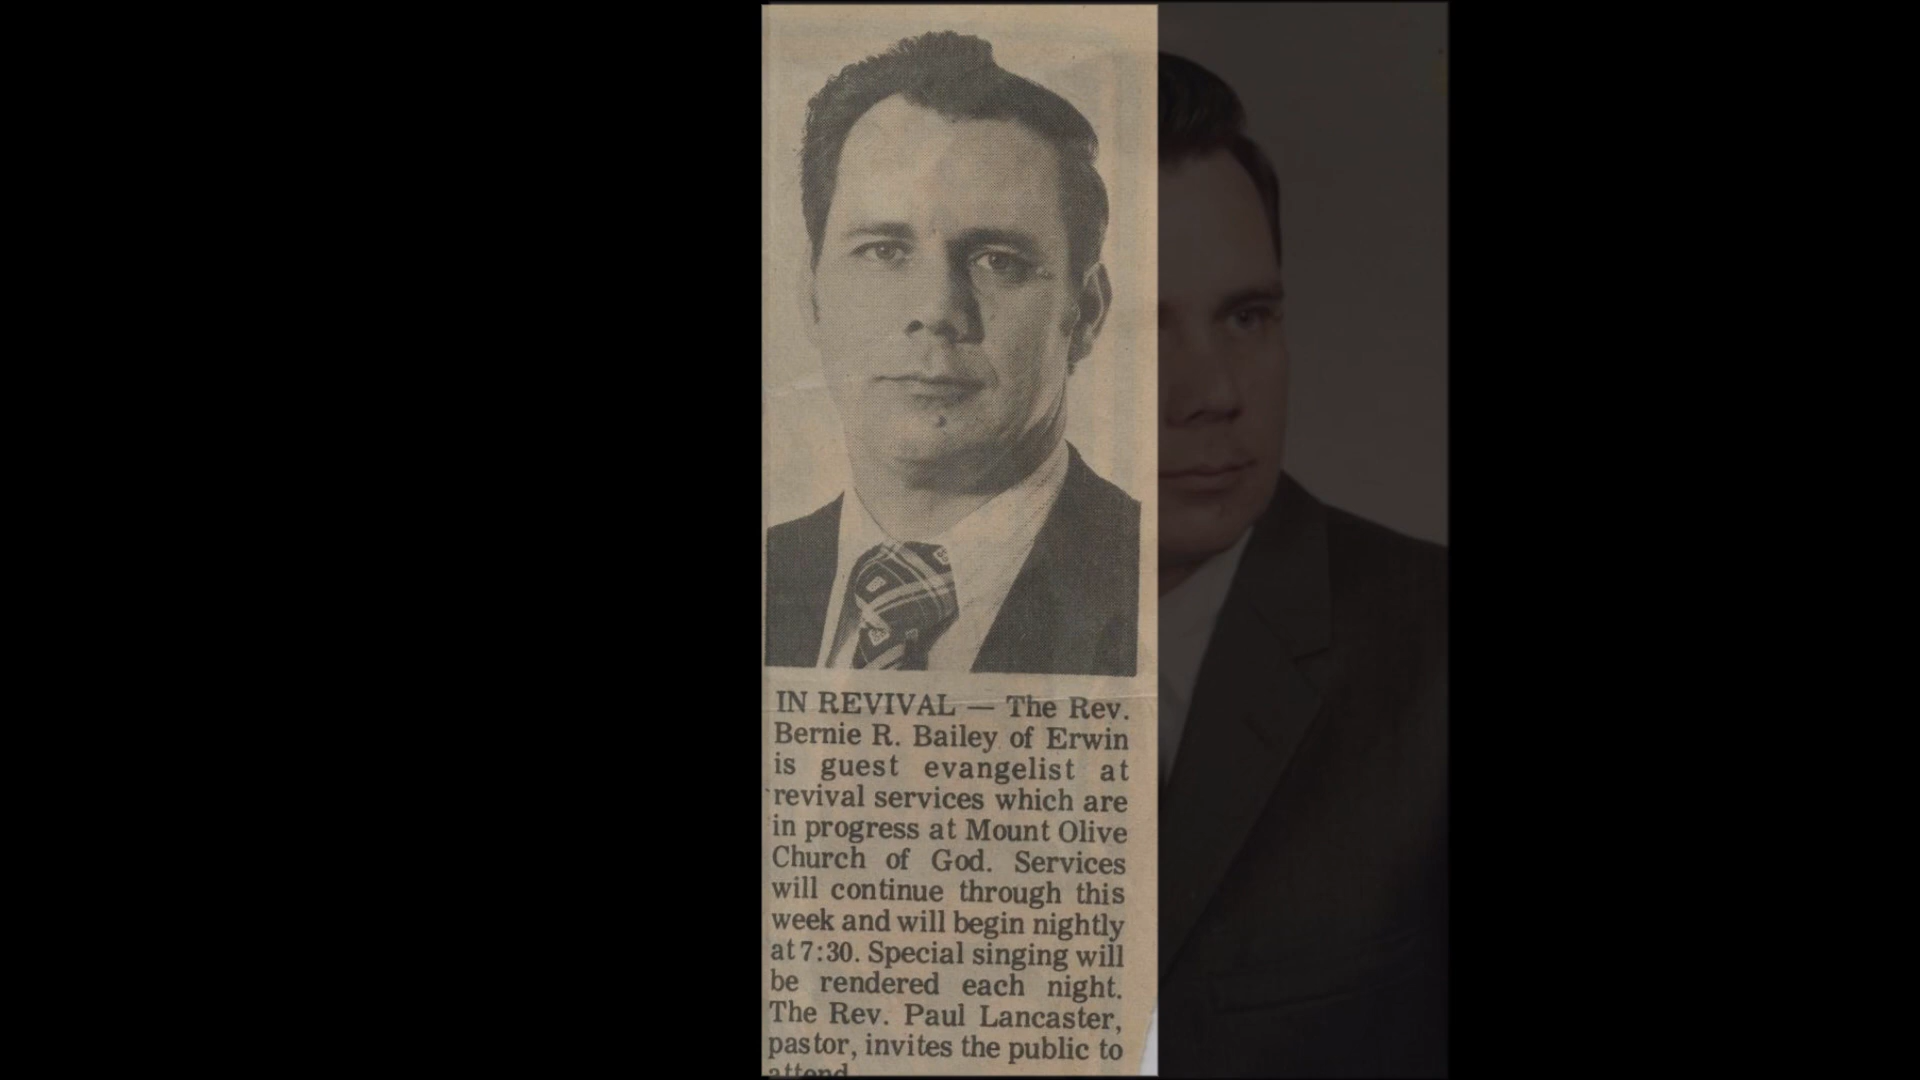 IN REVIVAL — The Rev.
Bernie R. Bailey of Erwin
is guest evangelist at
revival services which are
in progress at Mount Olive
Church of God. Services
will continue through this
week and will begin nightly
at 7:30. Special singing will
be rendered each night.
The Rev. Paul Lancaster,
pastor, invites the public to
attend